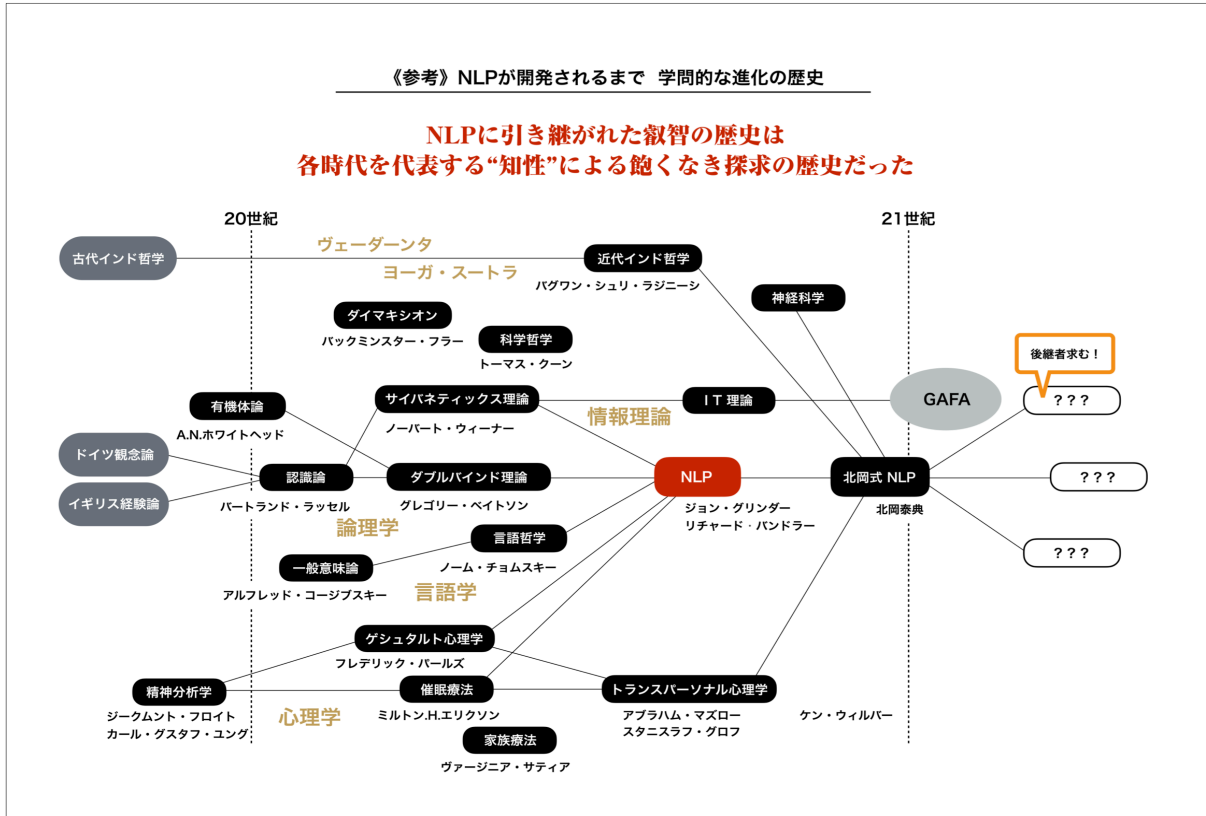 《参考》NLPが開発されるまで 学問的な進化の歴史
NLPに引き継がれた叡智の歴史は
各時代を代表する“知性”による飽くなき探求の歴史だった
20世紀
21世紀
古代インド哲学
ヴェーダーンタ
ヨーガ・スートラ
近代インド哲学
バグワン・シュリ・ラジニーシ
神経科学
ダイマキシオン
バックミンスター・フラー
科学哲学
トーマス・クーン
後継者求む！
有機体論
A.N.ホワイトヘッド
サイバネティックス理論
ノーバート・ウィーナー
情報理論
IT 理論
GAFA
？？？
ドイツ観念論
イギリス経験論
認識論
バートランド・ラッセル
ダブルバインド理論
グレゴリー・ベイトソン
NLP
ジョン・グリンダー
リチャード・バンドラー
北岡式 NLP
北岡泰典
？？？
論理学
言語哲学
ノーム・チョムスキー
？？？
一般意味論
アルフレッド・コージブスキー
言語学
ゲシュタルト心理学
フレデリック・パールズ
精神分析学
ジークムント・フロイト
カール・グスタフ・ユング
心理学
催眠療法
ミルトン.H.エリクソン
トランスパーソナル心理学
アブラハム・マズロー
スタニスラフ・グロフ
ケン・ウィルバー
家族療法
ヴァージニア・サティア